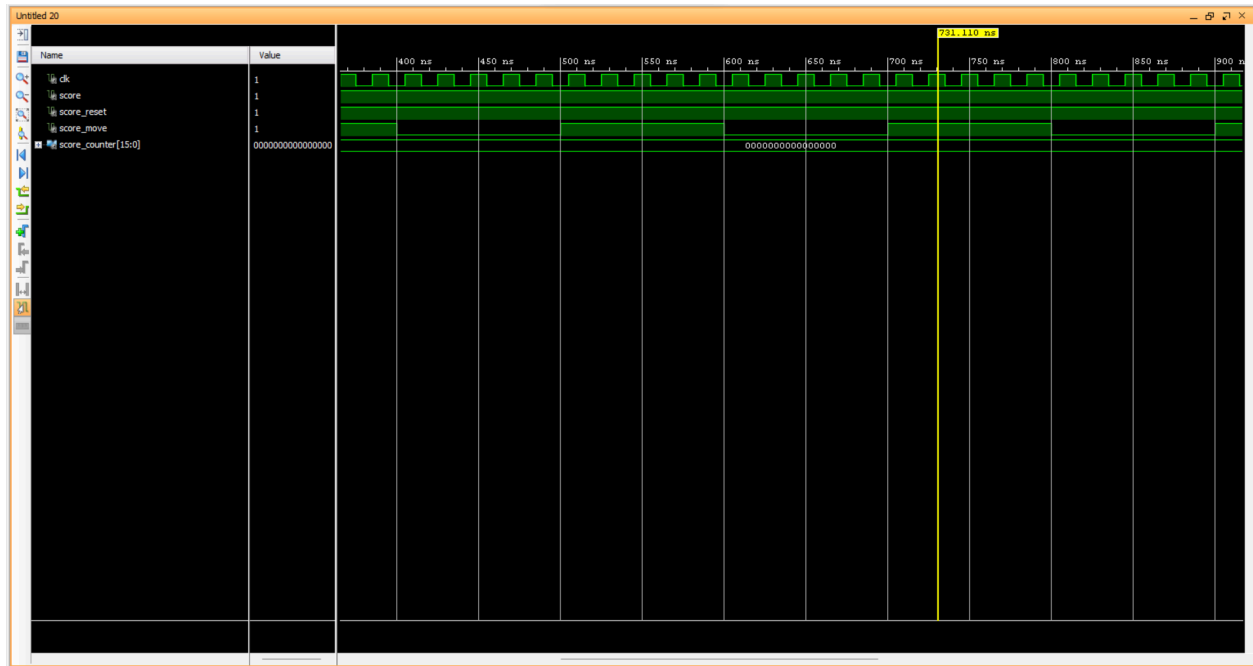 Untitled 20
731.110 ns
Name Value
400 ns 450 ns 500 ns 550 ns 600 ns 650 ns 700 ns 750 ns 800 ns 850 ns 900 n
clk 1
score 1
score_reset 1
score_move 1
score_counter[15:0] 0000000000000000 0000000000000000